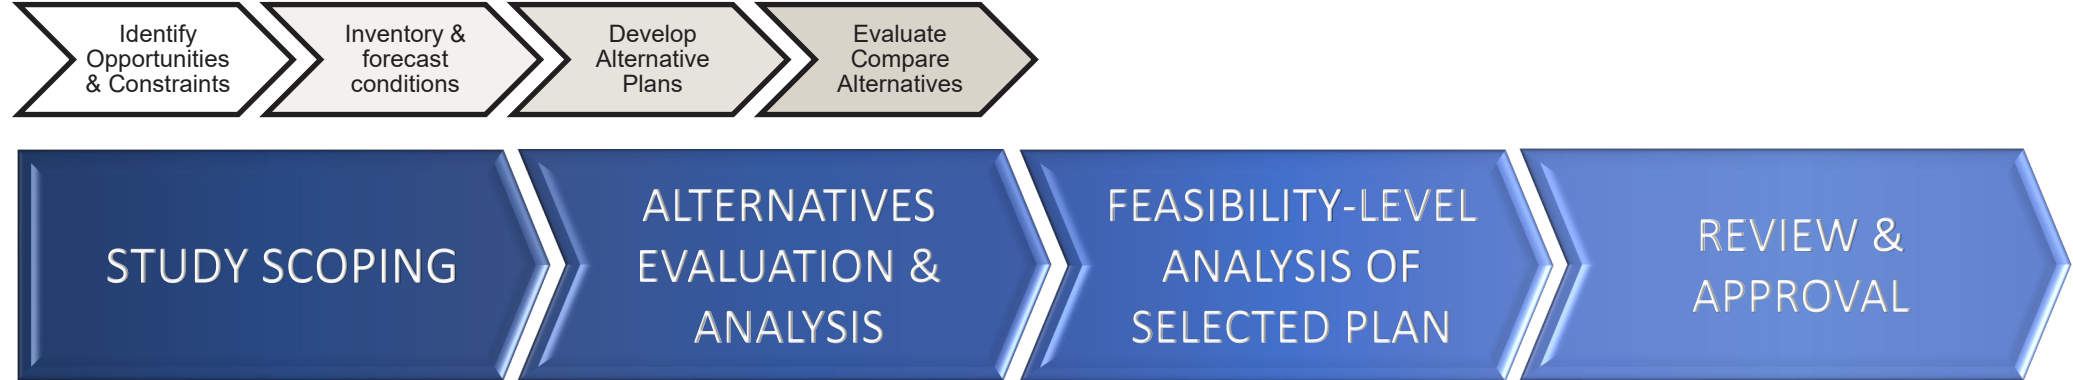 Identify
Opportunities
& Constraints
Inventory &
forecast
conditions
Develop
Alternative
Plans
Evaluate
Compare
Alternatives
STUDY SCOPING
ALTERNATIVES
EVALUATION &
ANALYSIS
FEASIBILITY-LEVEL
ANALYSIS OF
SELECTED PLAN
REVIEW &
APPROVAL